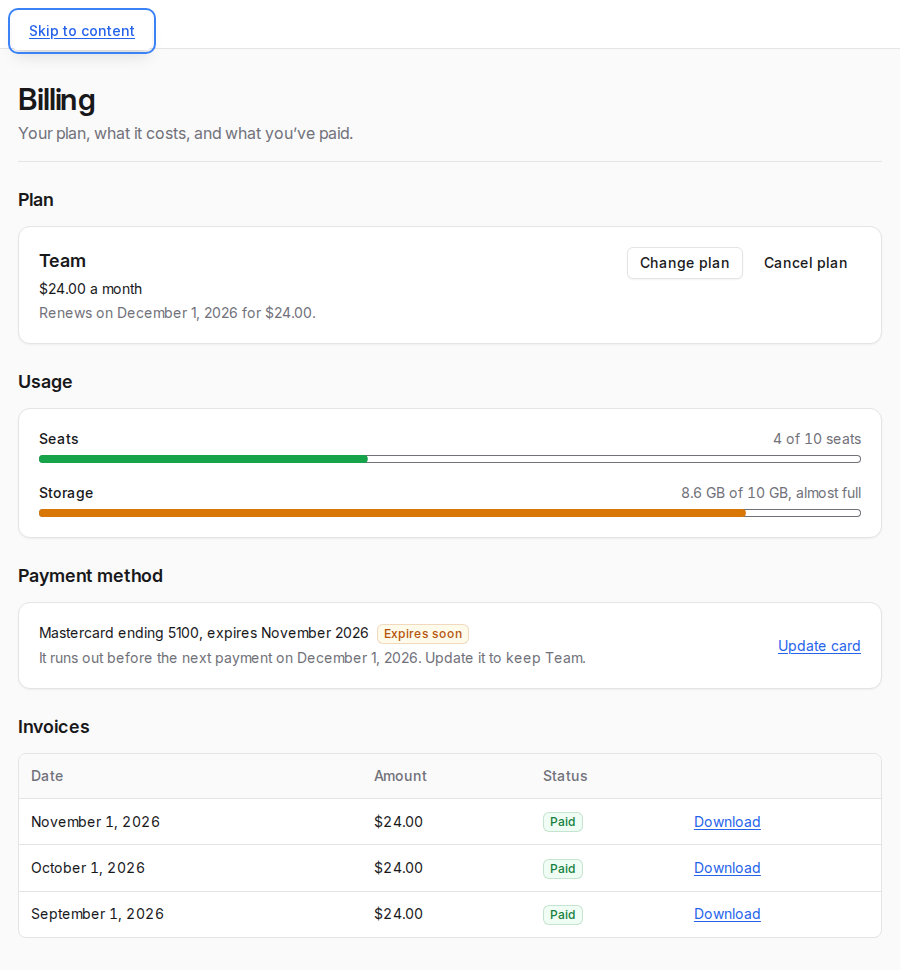 Skip to content
Billing
Your plan, what it costs, and what you’ve paid.
Plan
Team
Change plan
Cancel plan
$24.00 a month
Renews on December 1, 2026 for $24.00.
Usage
Seats
4 of 10 seats
Storage
8.6 GB of 10 GB, almost full
Payment method
Mastercard ending 5100, expires November 2026 Expires soon
It runs out before the next payment on December 1, 2026. Update it to keep Team.
Update card
Invoices
Date Amount Status
November 1, 2026 $24.00 Paid Download
October 1, 2026 $24.00 Paid Download
September 1, 2026 $24.00 Paid Download